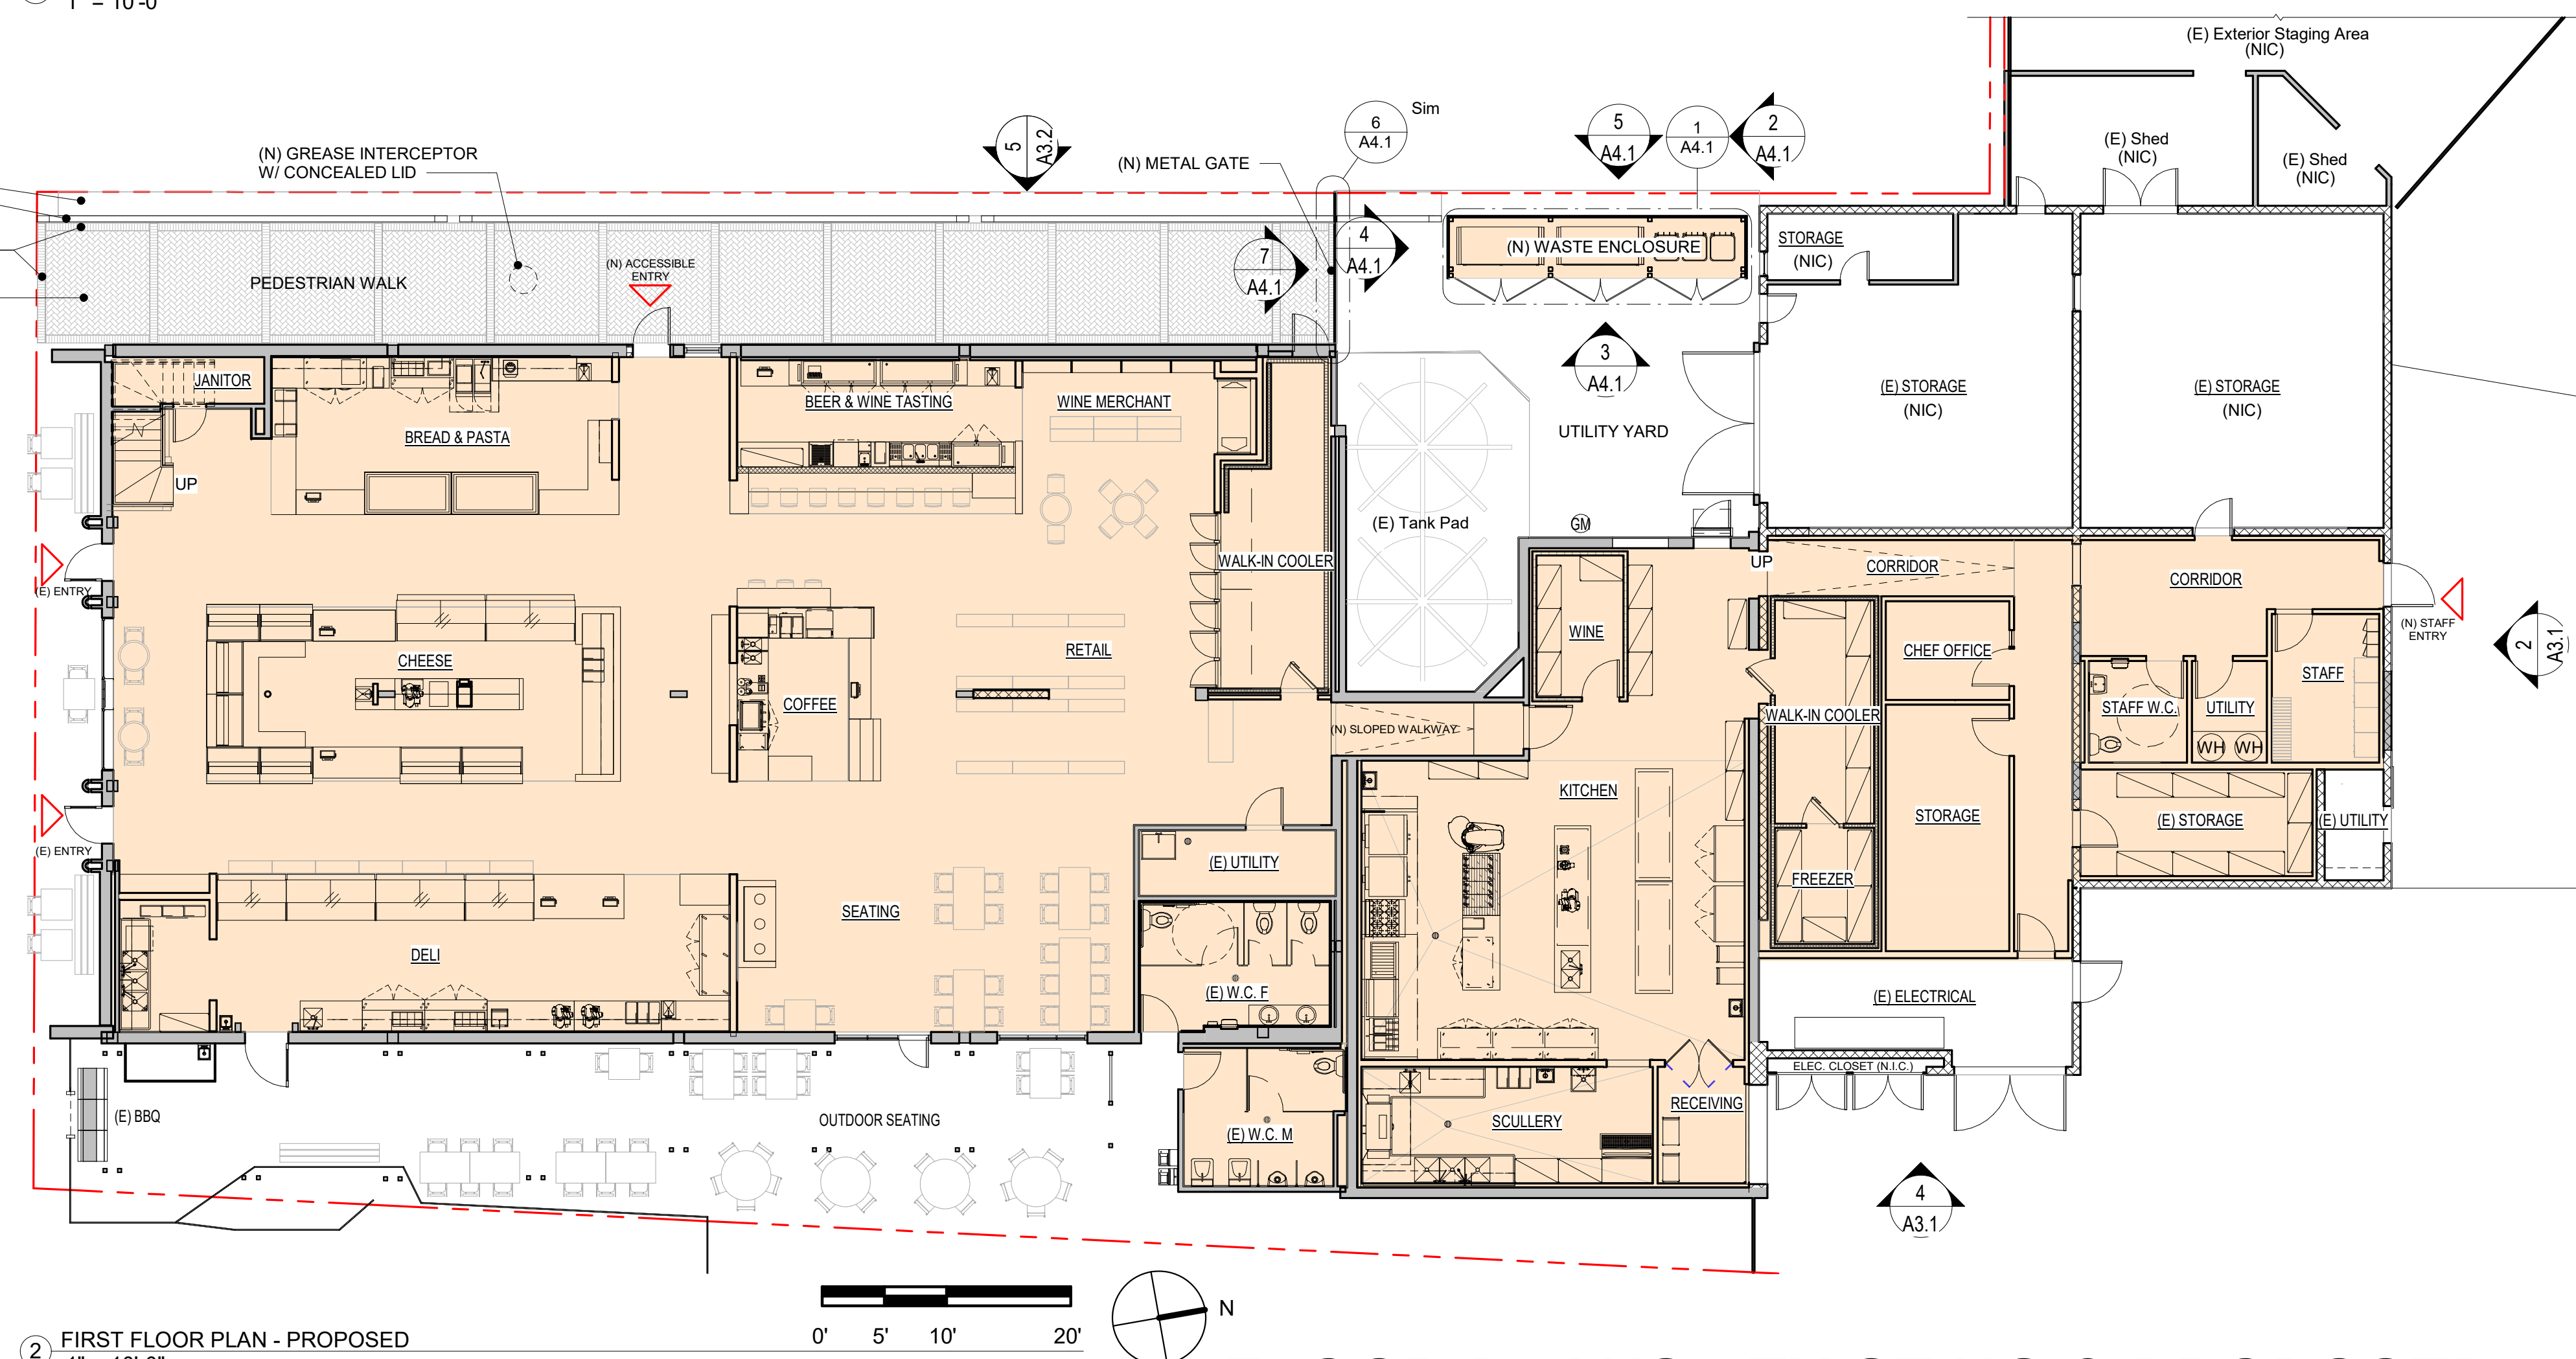 1" = 10'-0"
(E) Exterior Staging Area
(NIC)
Sim
6
A4.1
5
A3.2
5
A4.1
1
A4.1
2
A4.1
(E) Shed
(NIC)
(E) Shed
(NIC)
(N) GREASE INTERCEPTOR
W/ CONCEALED LID
(N) METAL GATE
PEDESTRIAN WALK
(N) ACCESSIBLE
ENTRY
7
A4.1
4
A4.1
(N) WASTE ENCLOSURE
STORAGE
(NIC)
3
A4.1
JANITOR
BREAD & PASTA
BEER & WINE TASTING
WINE MERCHANT
UTILITY YARD
(E) STORAGE
(NIC)
(E) STORAGE
(NIC)
UP
(E) Tank Pad
GM
WALK-IN COOLER
UP
CORRIDOR
CORRIDOR
(E) ENTRY
(N) STAFF
ENTRY
2
A3.1
WINE
CHEESE
RETAIL
CHEF OFFICE
STAFF
COFFEE
(N) SLOPED WALKWAY
WALK-IN COOLER
STAFF W.C.
UTILITY
WH
WH
KITCHEN
STORAGE
(E) STORAGE
(E) UTILITY
(E) ENTRY
(E) UTILITY
FREEZER
SEATING
DELI
(E) W.C. F
(E) ELECTRICAL
ELEC. CLOSET (N.I.C.)
(E) BBQ
OUTDOOR SEATING
(E) W.C. M
SCULLERY
RECEIVING
4
A3.1
N
0'
5'
10'
20'
2
FIRST FLOOR PLAN - PROPOSED